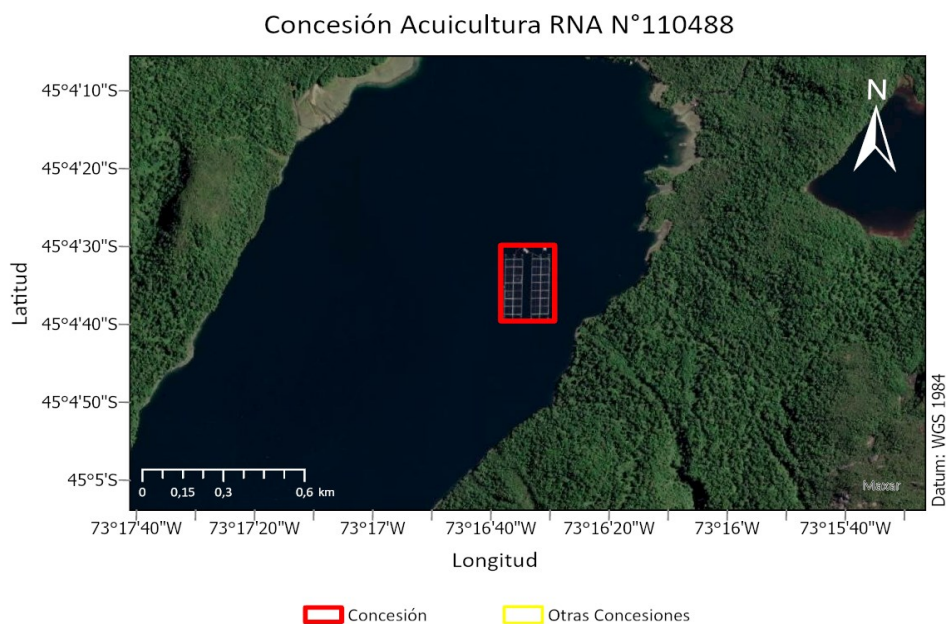 Concesión Acuicultura RNA N°110488
N
45°4'10"S
45°4'20"S
45°4'30"S
45°4'40"S
45°4'50"S
45°5'S
Latitud
0 0,15 0,3 0,6 km
Maxar
Datum: WGS 1984
73°17'40"W 73°17'20"W 73°17'W 73°16'40"W 73°16'20"W 73°16'W 73°15'40"W
Longitud
Concesión Otras Concesiones